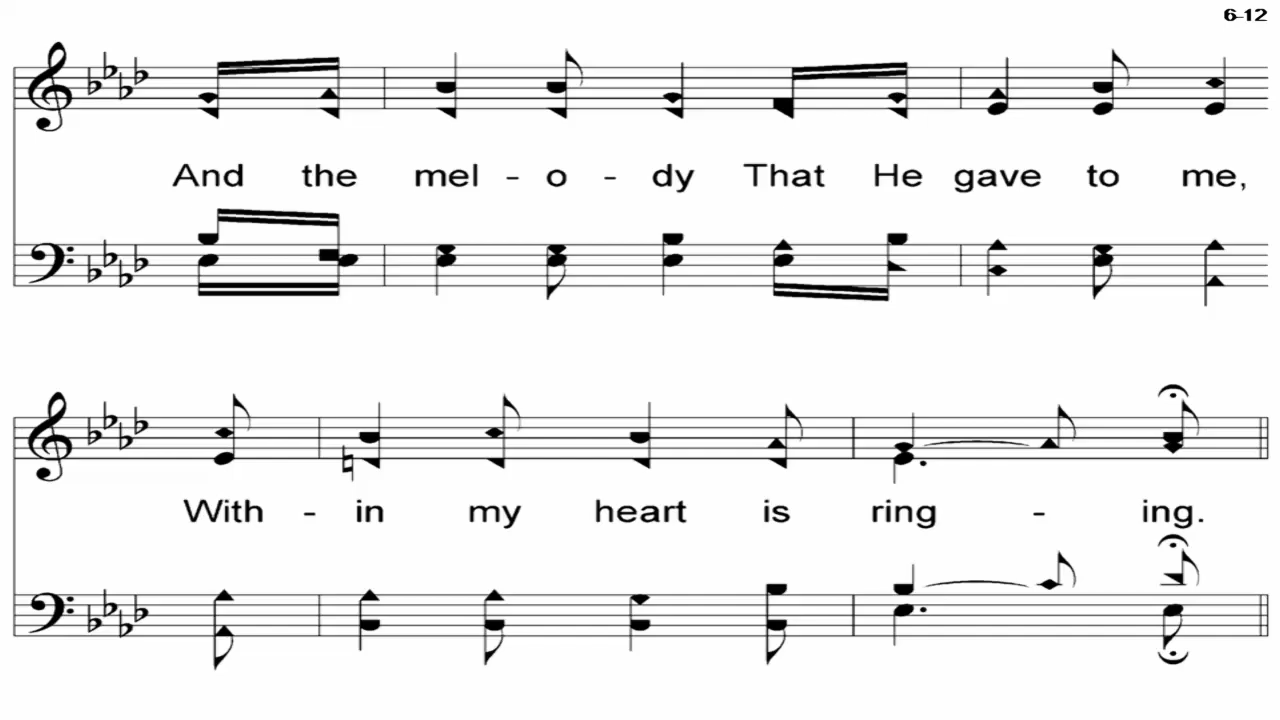 6-12
And the mel - o - dy That He gave to me,
With - in my heart is ring - ing.